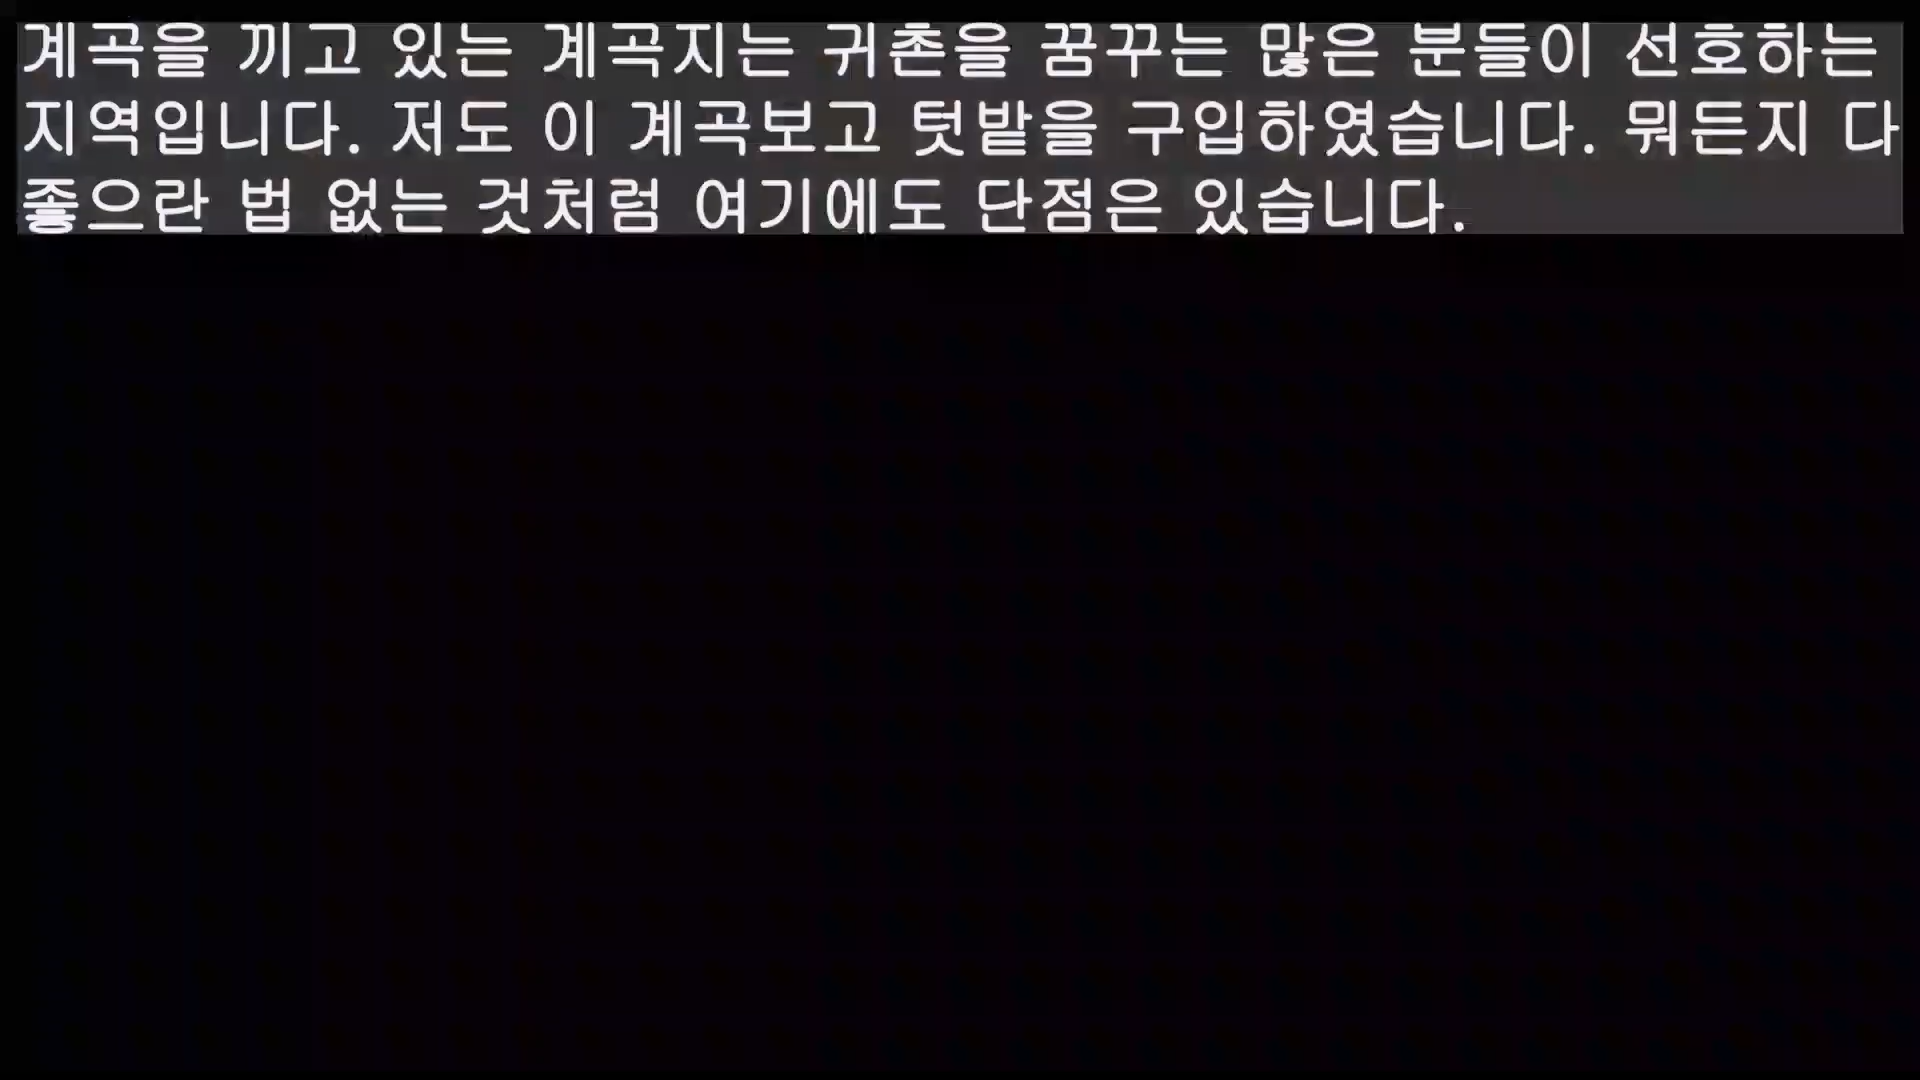 계곡을 끼고 있는 계곡지는 귀촌을 꿈꾸는 많은 분들이 선호하는
지역입니다. 저도 이 계곡보고 텃밭을 구입하였습니다. 뭐든지 다
좋으란 법 없는 것처럼 여기에도 단점은 있습니다.